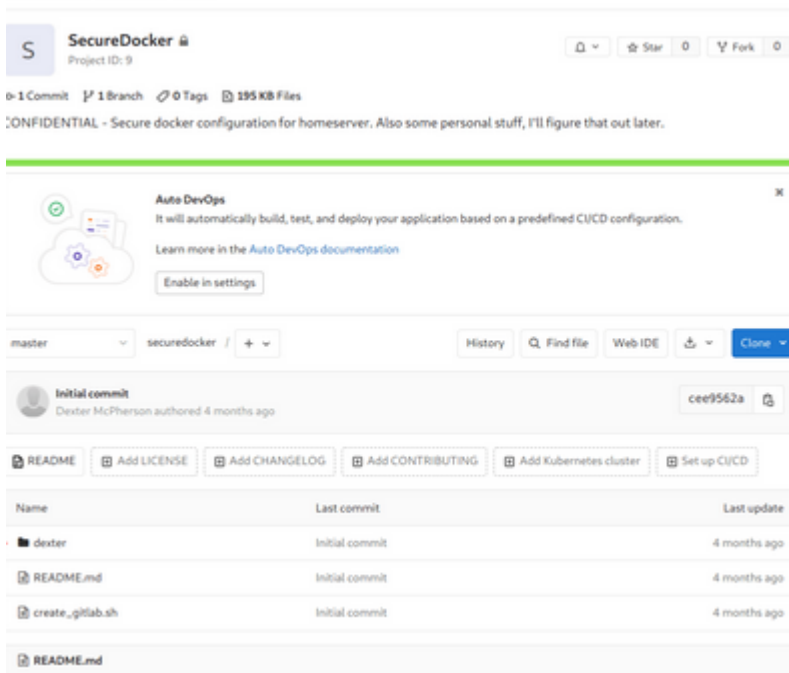 S
SecureDocker
Project ID: 9
Star 0
Fork 0
1 Commit 1 Branch 0 Tags 195 KB Files
CONFIDENTIAL - Secure docker configuration for homeserver. Also some personal stuff, I'll figure that out later.
Auto DevOps
It will automatically build, test, and deploy your application based on a predefined CI/CD configuration.
Learn more in the Auto DevOps documentation
Enable in settings
master securedocker / + History Find file Web IDE Clone
Initial commit
Dexter McPherson authored 4 months ago
cee9562a
README Add LICENSE Add CHANGELOG Add CONTRIBUTING Add Kubernetes cluster Set up CI/CD
Name Last commit Last update
dexter Initial commit 4 months ago
README.md Initial commit 4 months ago
create_gitlab.sh Initial commit 4 months ago
README.md